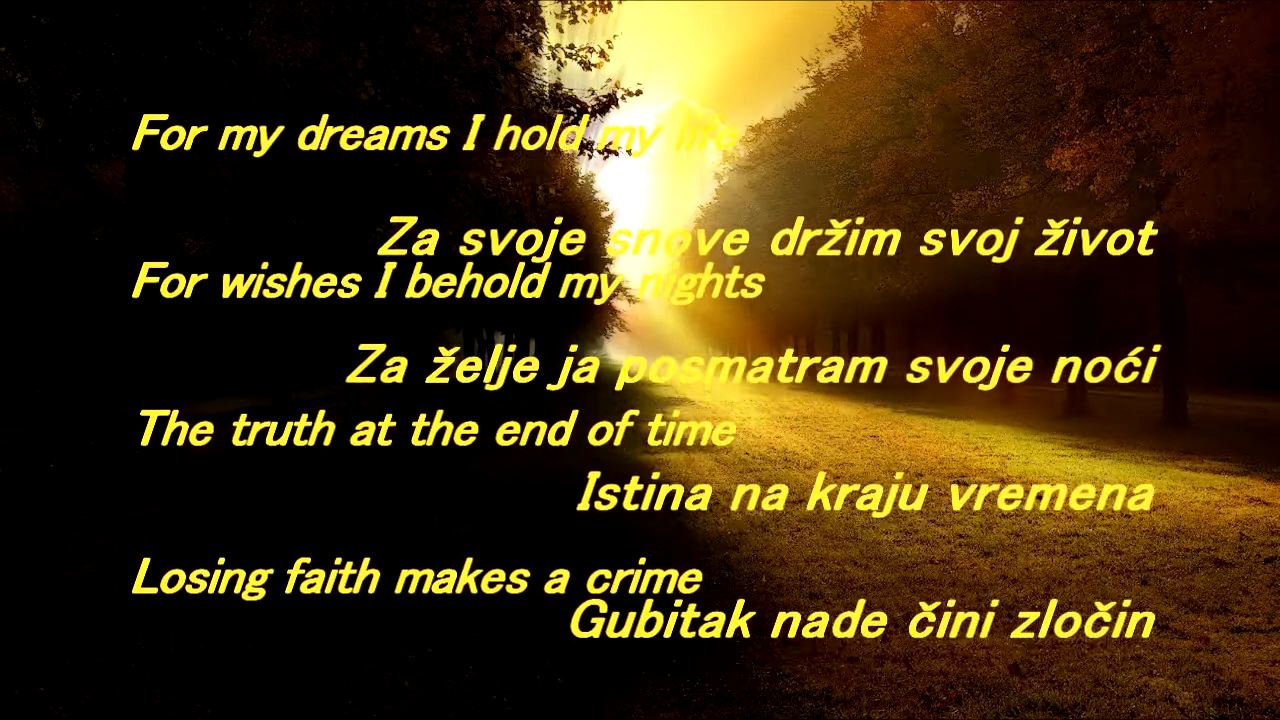 For my dreams I hold my life
Za svoje snove držim svoj život
For wishes I behold my nights
Za želje ja posmatram svoje noći
The truth at the end of time
Istina na kraju vremena
Losing faith makes a crime
Gubitak nade čini zločin